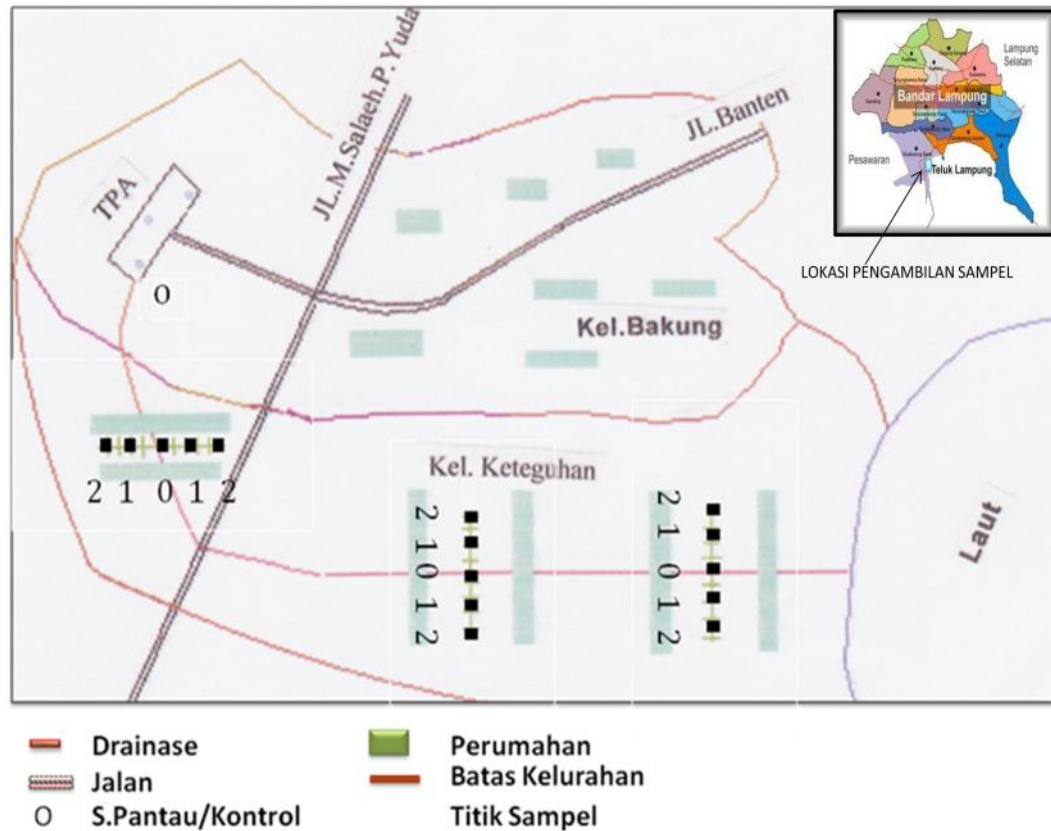 JL.M.Salaeh.P.Yuda
JL.Banten
TPA
O
Kel.Bakung
Kel. Keteguhan
2 1 0 1 2
2 1 0 1 2
2 1 0 1 2
Laut
Lampung
Selatan
Bandar Lampung
Pesawaran
Teluk Lampung
LOKASI PENGAMBILAN SAMPEL
Drainase
Perumahan
Jalan
Batas Kelurahan
O S.Pantau/Kontrol
Titik Sampel